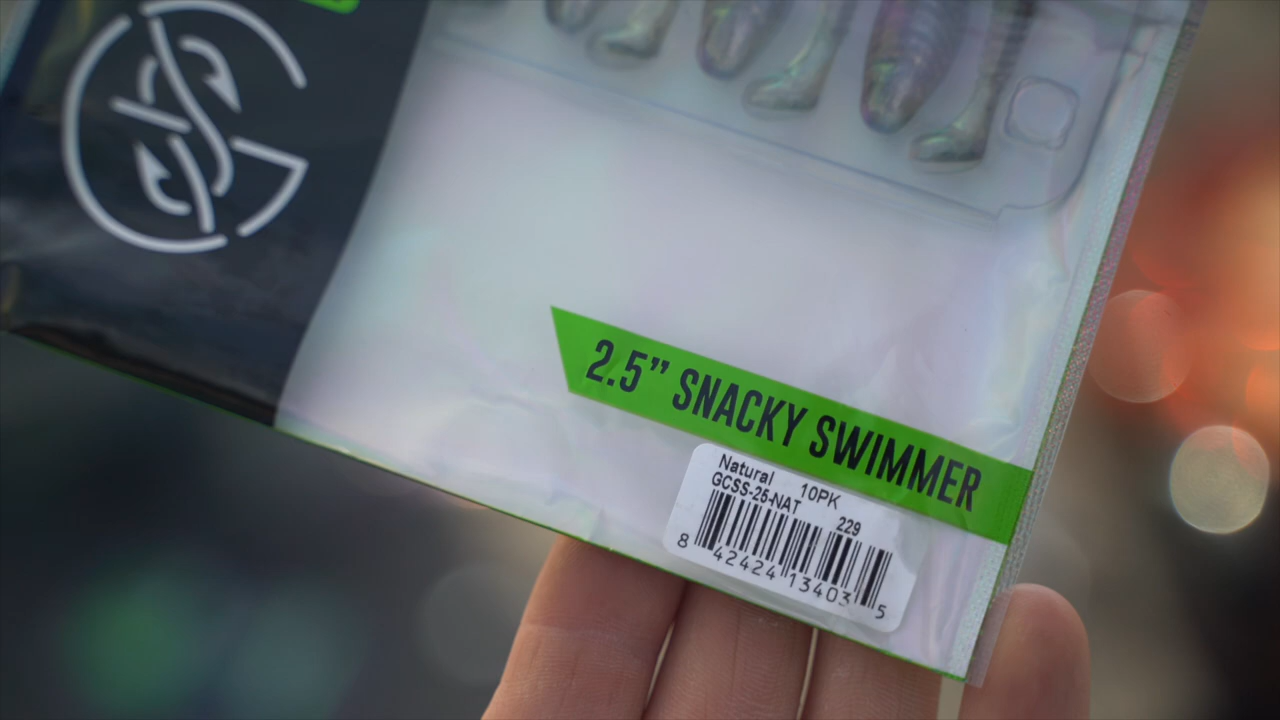 2.5” SNACKY SWIMMER
Natural 10PK
GCSS-25-NAT
229
8 42424 13403 5